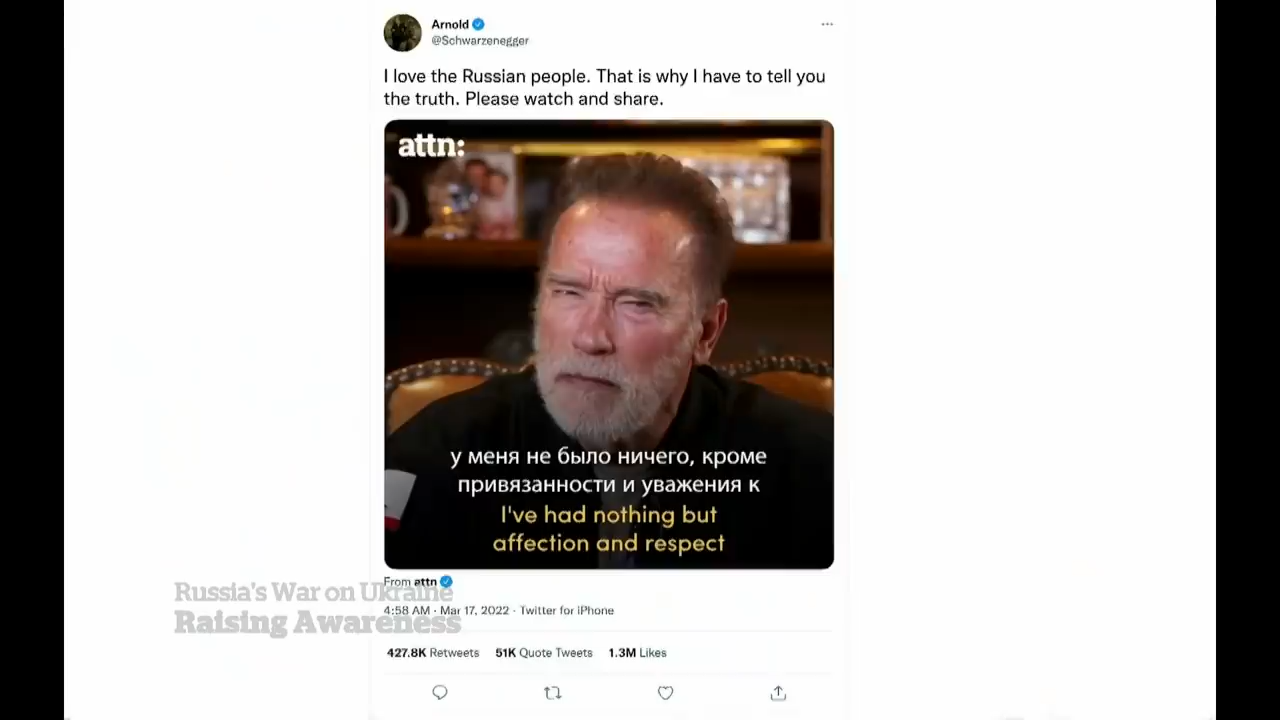 Arnold
@Schwarzenegger
I love the Russian people. That is why I have to tell you
the truth. Please watch and share.
attn:
у меня не было ничего, кроме
привязанности и уважения к
I've had nothing but
affection and respect
From attn
Russia's War on Ukraine
4:58 AM · Mar 17, 2022 · Twitter for iPhone
Raising Awareness
427.8K Retweets 51K Quote Tweets 1.3M Likes